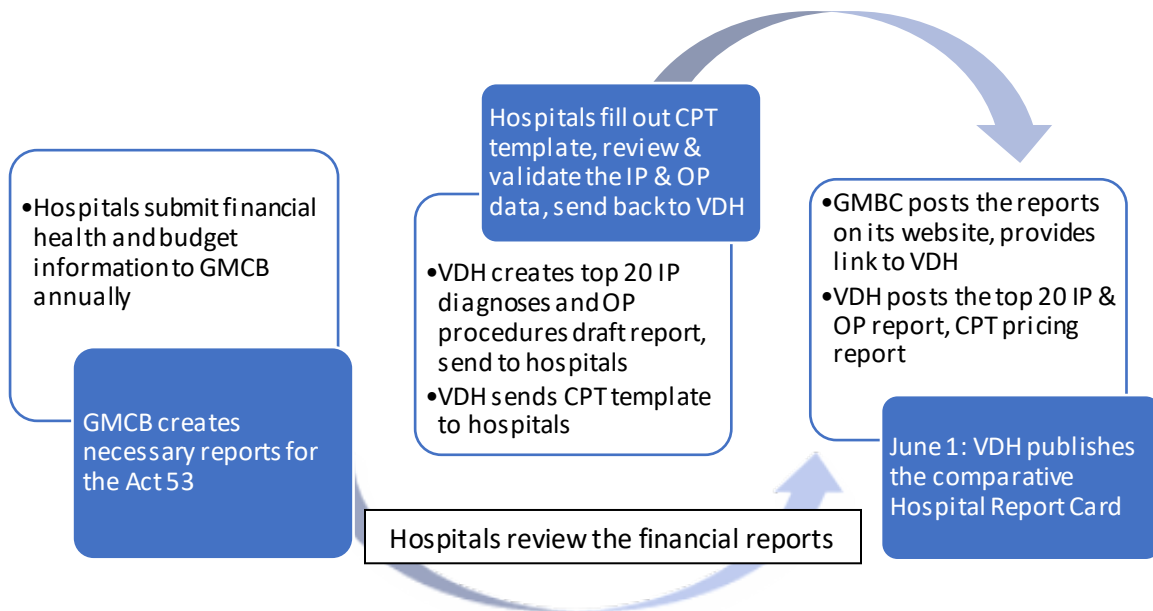 •Hospitals submit financial
health and budget
information to GMCB
annually
GMCB creates
necessary reports for
the Act 53
Hospitals fill out CPT
template, review &
validate the IP & OP
data, send back to VDH
•VDH creates top 20 IP
diagnoses and OP
procedures draft report,
send to hospitals
•VDH sends CPT template
to hospitals
•GMBC posts the reports
on its website, provides
link to VDH
•VDH posts the top 20 IP &
OP report, CPT pricing
report
June 1: VDH publishes
the comparative
Hospital Report Card
Hospitals review the financial reports